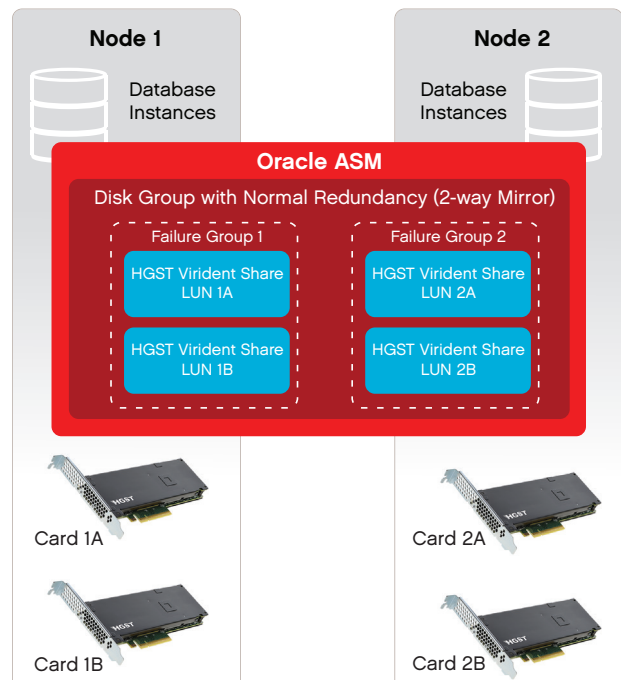 Node 1
Node 2
Database
Instances
Database
Instances
Oracle ASM
Disk Group with Normal Redundancy (2-way Mirror)
Failure Group 1
Failure Group 2
HGST Virident Share
LUN 1A
HGST Virident Share
LUN 2A
HGST Virident Share
LUN 1B
HGST Virident Share
LUN 2B
HGST
Card 1A
HGST
Card 2A
HGST
Card 1B
HGST
Card 2B